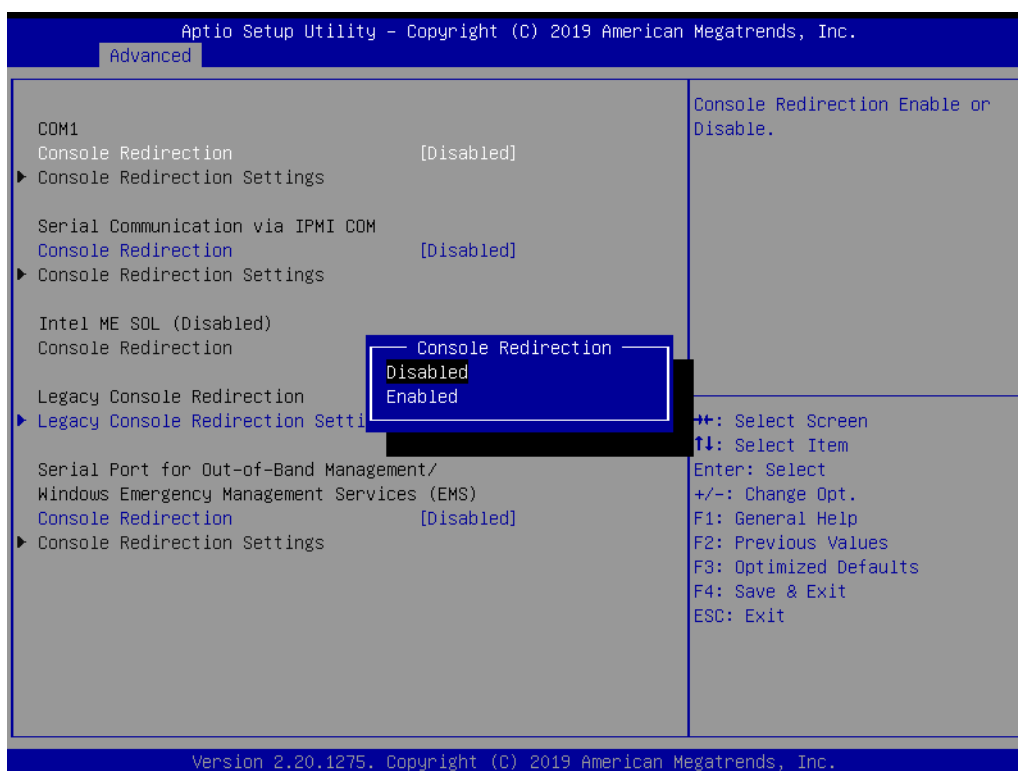 Aptio Setup Utility – Copyright (C) 2019 American Megatrends, Inc.
Advanced
COM1
Console Redirection [Disabled]
Console Redirection Settings
Serial Communication via IPMI COM
Console Redirection [Disabled]
Console Redirection Settings
Intel ME SOL (Disabled)
Console Redirection
Legacy Console Redirection
Legacy Console Redirection Setti
Serial Port for Out-of-Band Management/
Windows Emergency Management Services (EMS)
Console Redirection [Disabled]
Console Redirection Settings
Console Redirection
Disabled
Enabled
Console Redirection Enable or
Disable.
→←: Select Screen
↑↓: Select Item
Enter: Select
+/-: Change Opt.
F1: General Help
F2: Previous Values
F3: Optimized Defaults
F4: Save & Exit
ESC: Exit
Version 2.20.1275. Copyright (C) 2019 American Megatrends, Inc.